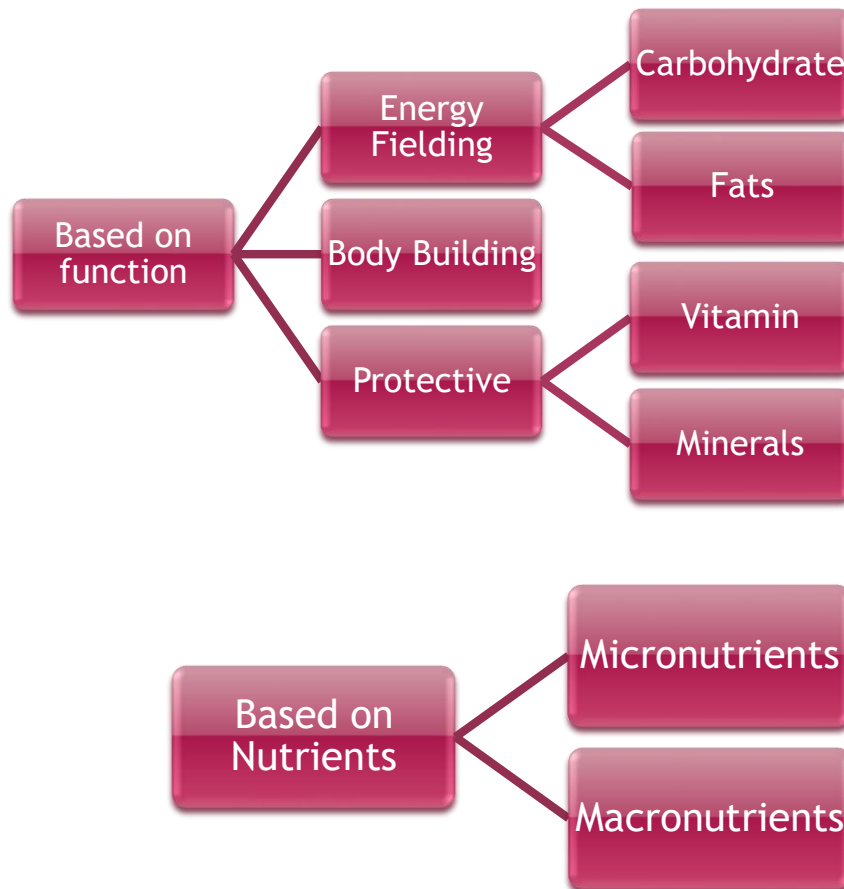 Carbohydrate
Energy
Fielding
Fats
Based on
function
Body Building
Vitamin
Protective
Minerals
Micronutrients
Based on
Nutrients
Macronutrients